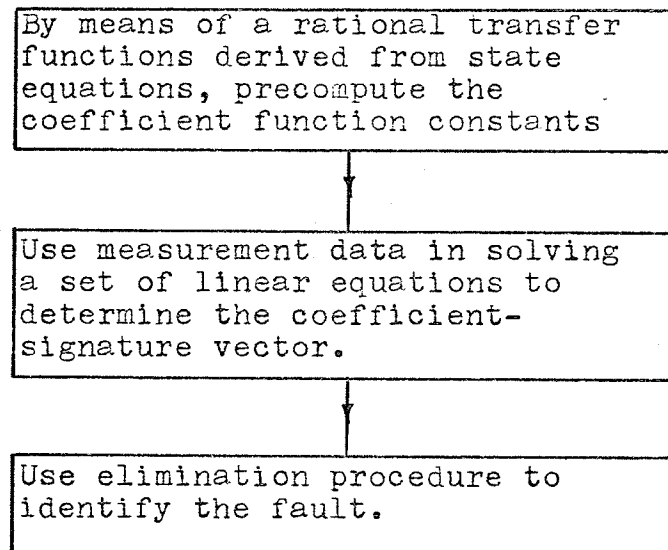 By means of a rational transfer
functions derived from state
equations, precompute the
coefficient function constants
Use measurement data in solving
a set of linear equations to
determine the coefficient-
signature vector.
Use elimination procedure to
identify the fault.